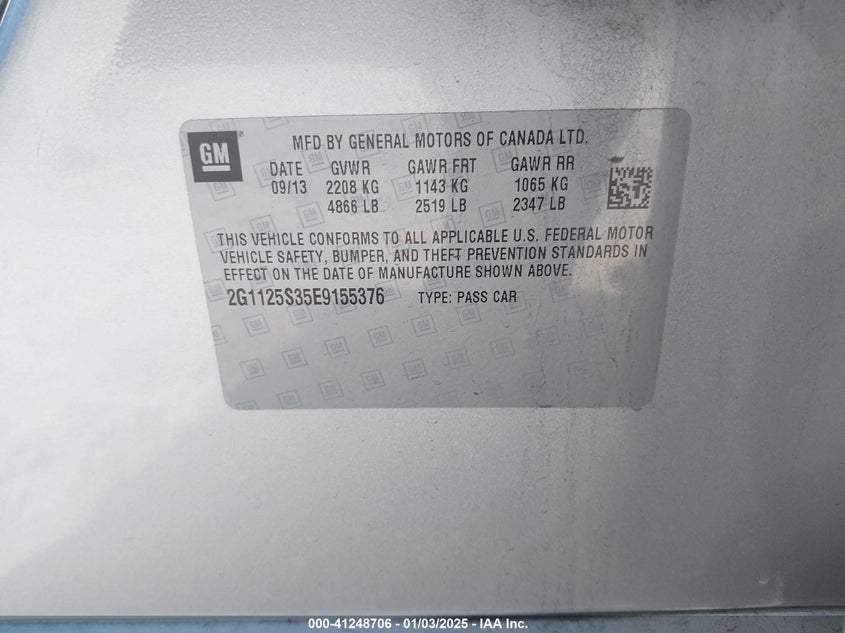 GM
MFD BY GENERAL MOTORS OF CANADA LTD.
DATE GVWR GAWR FRT GAWR RR
09/13 2208 KG 1143 KG 1065 KG
4866 LB 2519 LB 2347 LB
THIS VEHICLE CONFORMS TO ALL APPLICABLE U.S. FEDERAL MOTOR
VEHICLE SAFETY, BUMPER, AND THEFT PREVENTION STANDARDS IN
EFFECT ON THE DATE OF MANUFACTURE SHOWN ABOVE.
2G1125S35E9155376 TYPE: PASS CAR
000-41248706 - 01/03/2025 - IAA Inc.